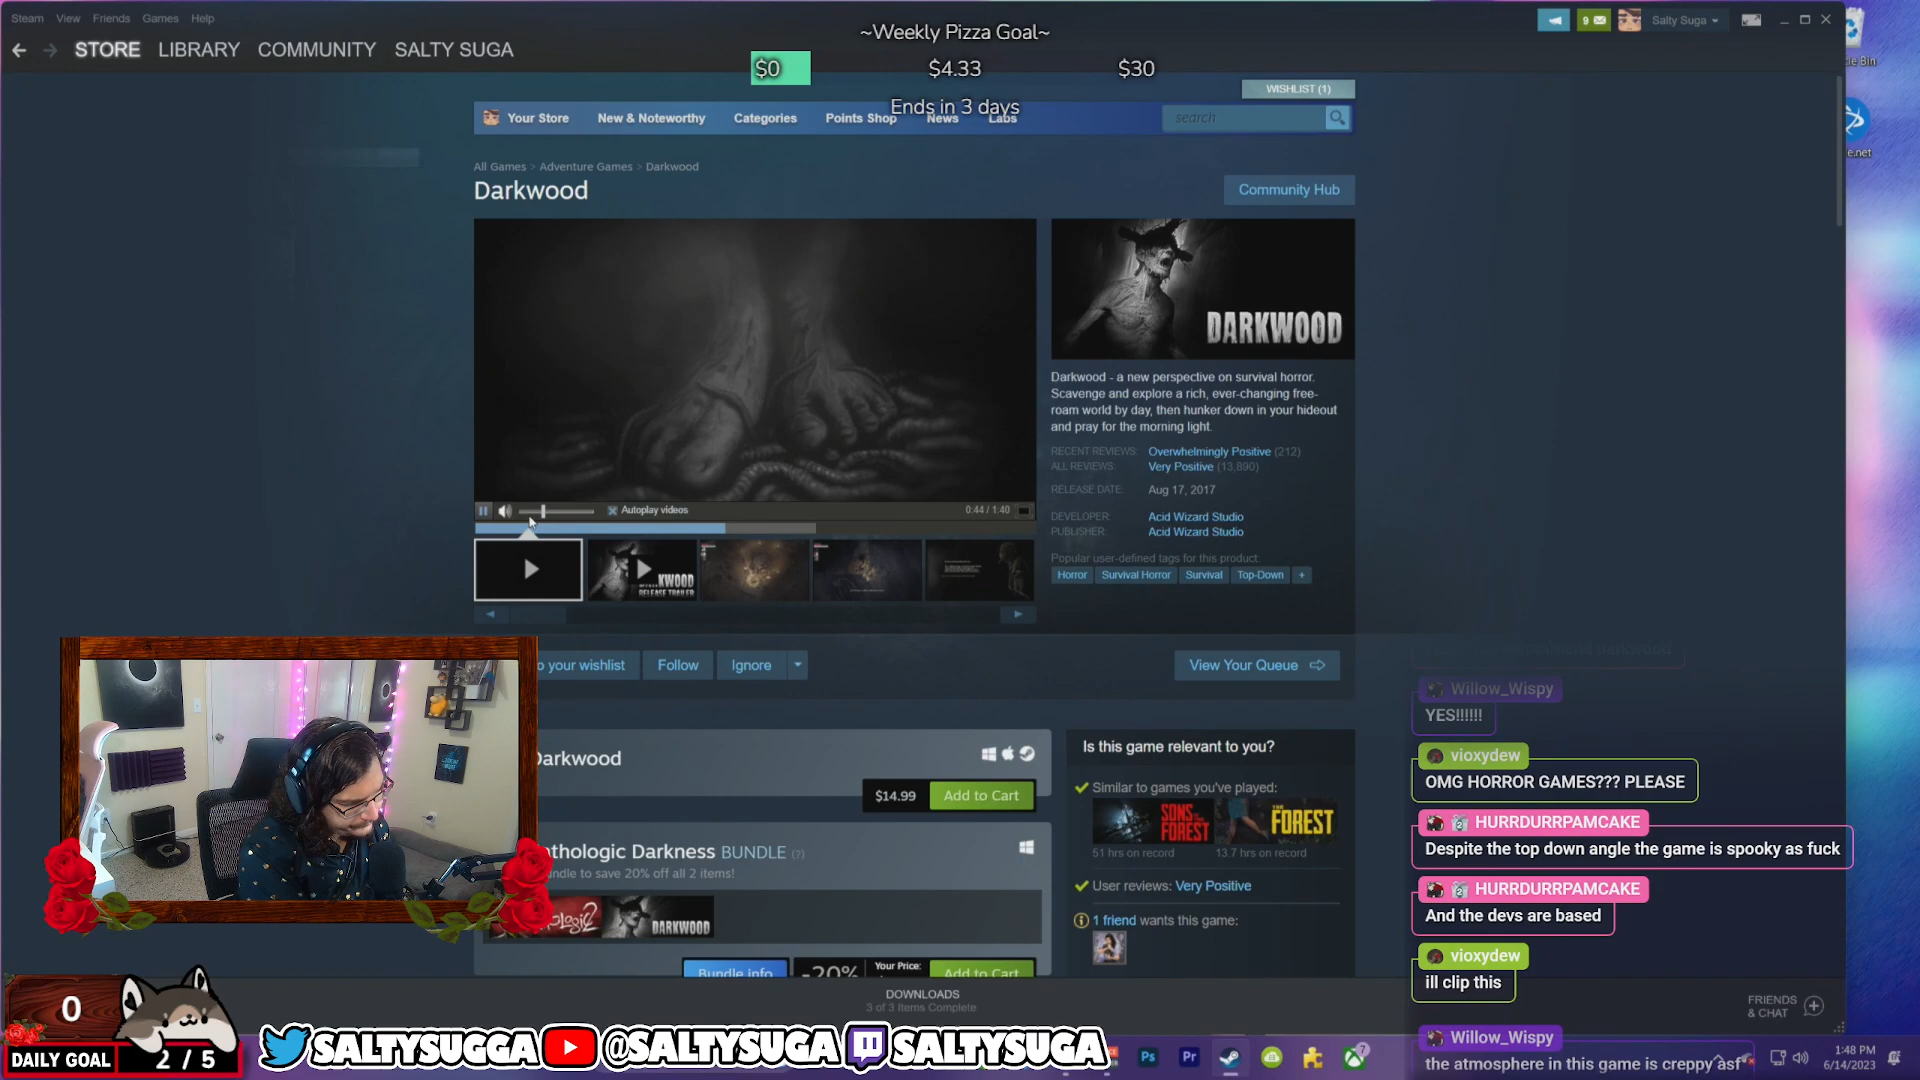 Steam View Friends Games Help
~Weekly Pizza Goal~
9
Salty Suga
STORE LIBRARY COMMUNITY SALTY SUGA
$0 $4.33 $30
WISHLIST (1)
Ends in 3 days
Your Store New & Noteworthy Categories Points Shop News Labs
search
All Games > Adventure Games > Darkwood
Darkwood
Community Hub
DARKWOOD
Darkwood - a new perspective on survival horror.
Scavenge and explore a rich, ever-changing free-
roam world by day, then hunker down in your hideout
and pray for the morning light.
RECENT REVIEWS: Overwhelmingly Positive (212)
ALL REVIEWS: Very Positive (13,890)
RELEASE DATE: Aug 17, 2017
DEVELOPER: Acid Wizard Studio
PUBLISHER: Acid Wizard Studio
Popular user-defined tags for this product:
Horror Survival Horror Survival Top-Down +
Autoplay videos
0:44 / 1:40
RELEASE TRAILER
your wishlist
Follow
Ignore
View Your Queue
Darkwood
$14.99
Add to Cart
Darkness BUNDLE (?)
to save 20% off all 2 items!
DARKWOOD
Bundle info
-20%
Your Price:
Add to Cart
Is this game relevant to you?
Similar to games you've played:
SONS
FOREST
THE
FOREST
51 hrs on record
13.7 hrs on record
User reviews: Very Positive
1 friend wants this game:
DOWNLOADS
3 of 3 Items Complete
FRIENDS
& CHAT
darkwood
Willow_Wispy
YES!!!!!!
vioxydew
OMG HORROR GAMES??? PLEASE
HURRDURRPAMCAKE
Despite the top down angle the game is spooky as fuck
HURRDURRPAMCAKE
And the devs are based
vioxydew
ill clip this
Willow_Wispy
the atmosphere in this game is creppy asf
0
DAILY GOAL
2 / 5
SALTYSUGGA
@SALTYSUGA
SALTYSUGA
Ps
Pr
7
1:48 PM
6/14/2023